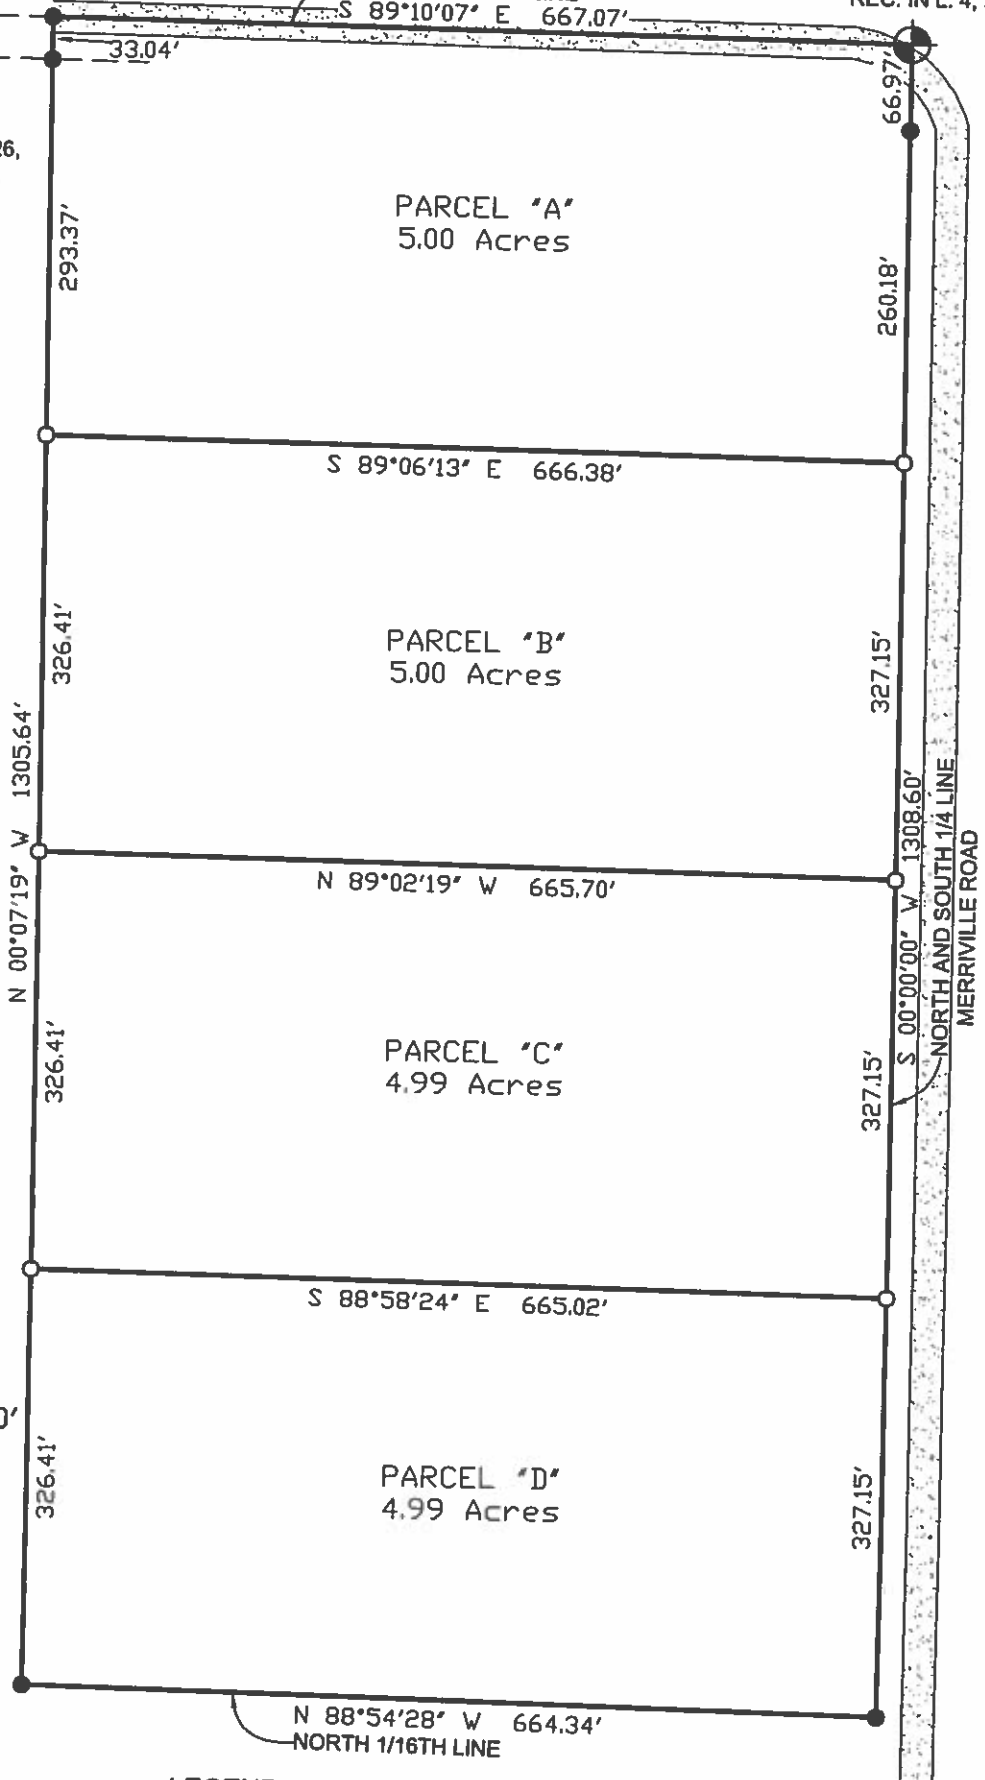 S 89°10'07" E 667.07'
33.04'
66.97'
26,
PARCEL "A"
5.00 Acres
293.37'
260.18'
S 89°06'13" E 666.38'
PARCEL "B"
5.00 Acres
326.41'
327.15'
N 00°07'19" W 1305.64'
S 00°00'00" W 1308.60'
NORTH AND SOUTH 1/4 LINE
MERRIVILLE ROAD
N 89°02'19" W 665.70'
PARCEL "C"
4.99 Acres
326.41'
327.15'
S 88°58'24" E 665.02'
0'
PARCEL "D"
4.99 Acres
326.41'
327.15'
N 88°54'28" W 664.34'
NORTH 1/16TH LINE